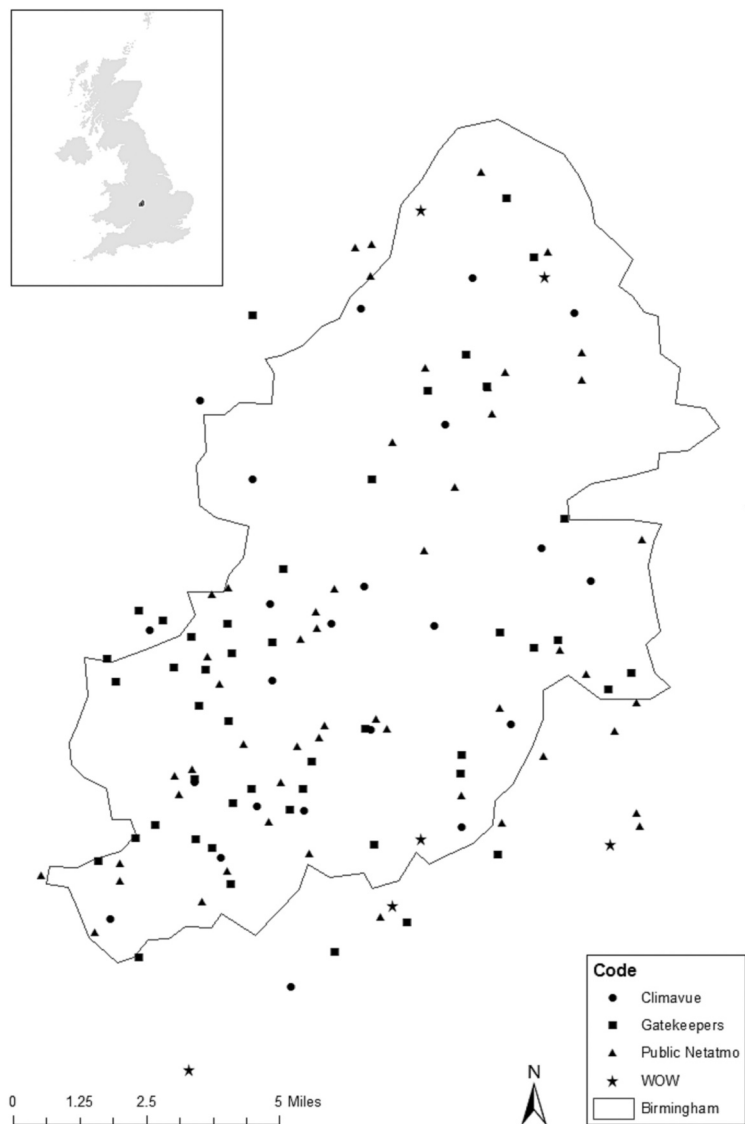 0 1.25 2.5 5 Miles
N
Code
Climavue
Gatekeepers
Public Netatmo
WOW
Birmingham